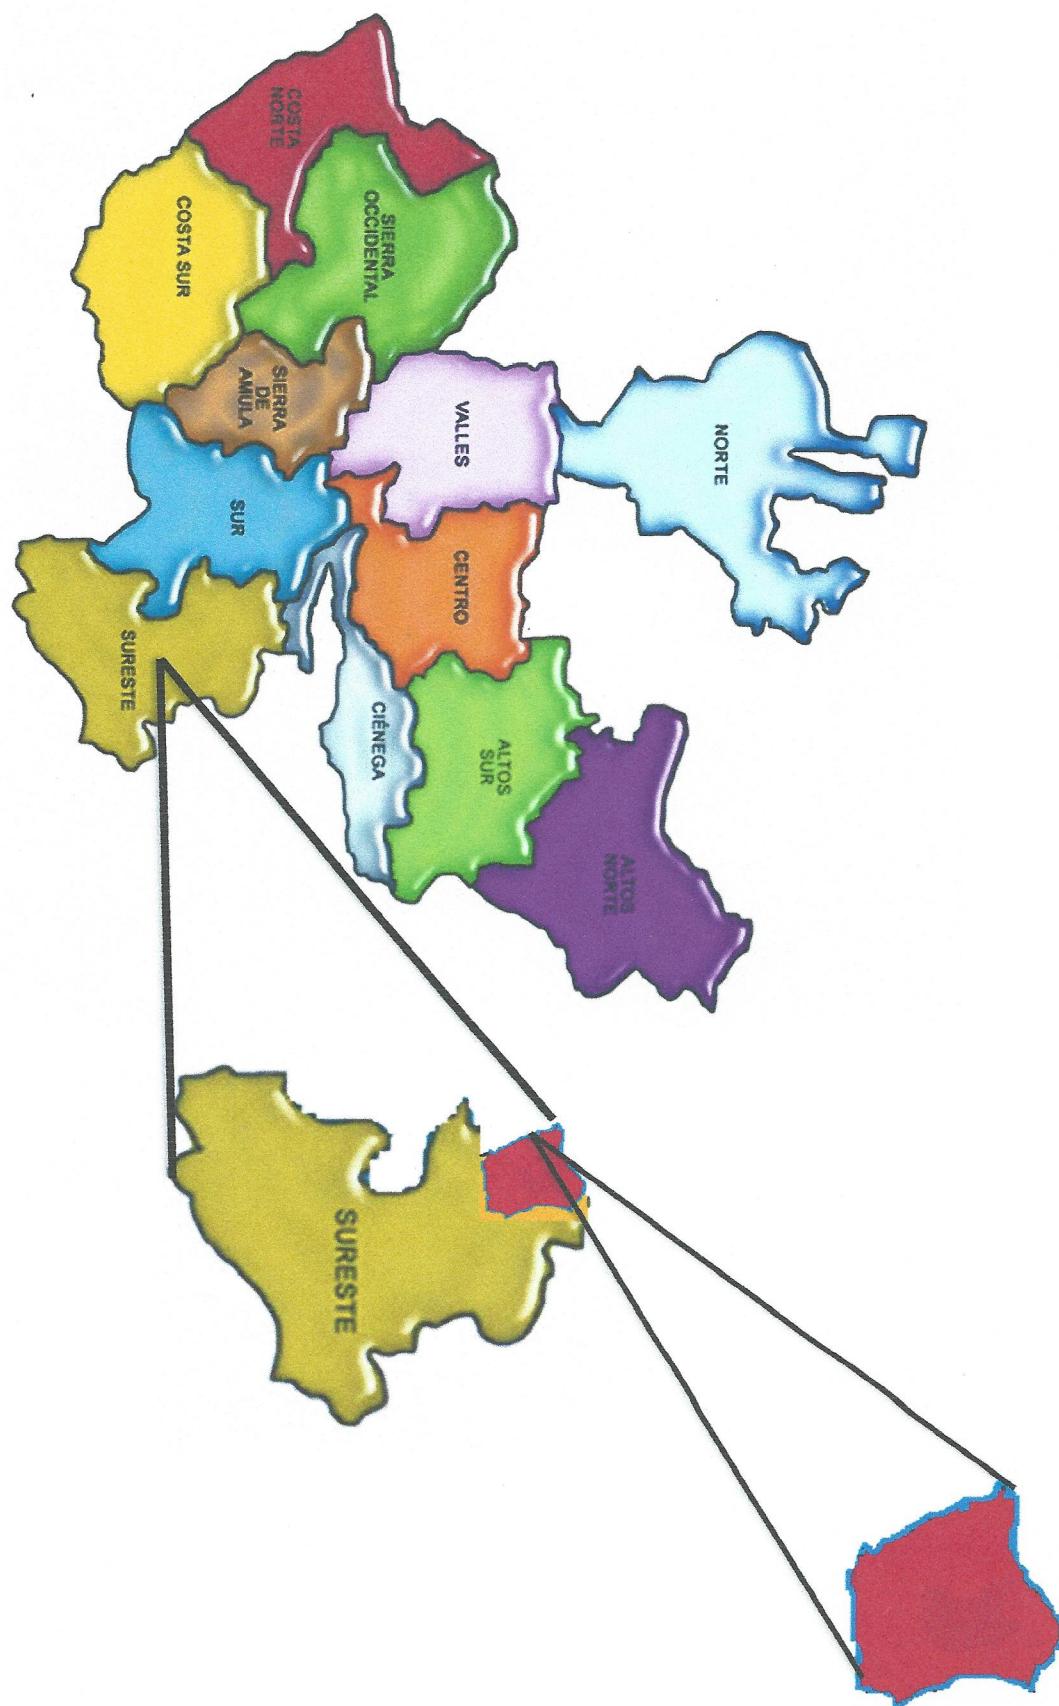 NORTE
COSTA
NORTE
SIERRA
OCCIDENTAL
COSTA SUR
VALLES
SIERRA
DE
AMULA
ALTOS
NORTE
CENTRO
ALTOS
SUR
SUR
CIÉNEGA
SURESTE
SURESTE